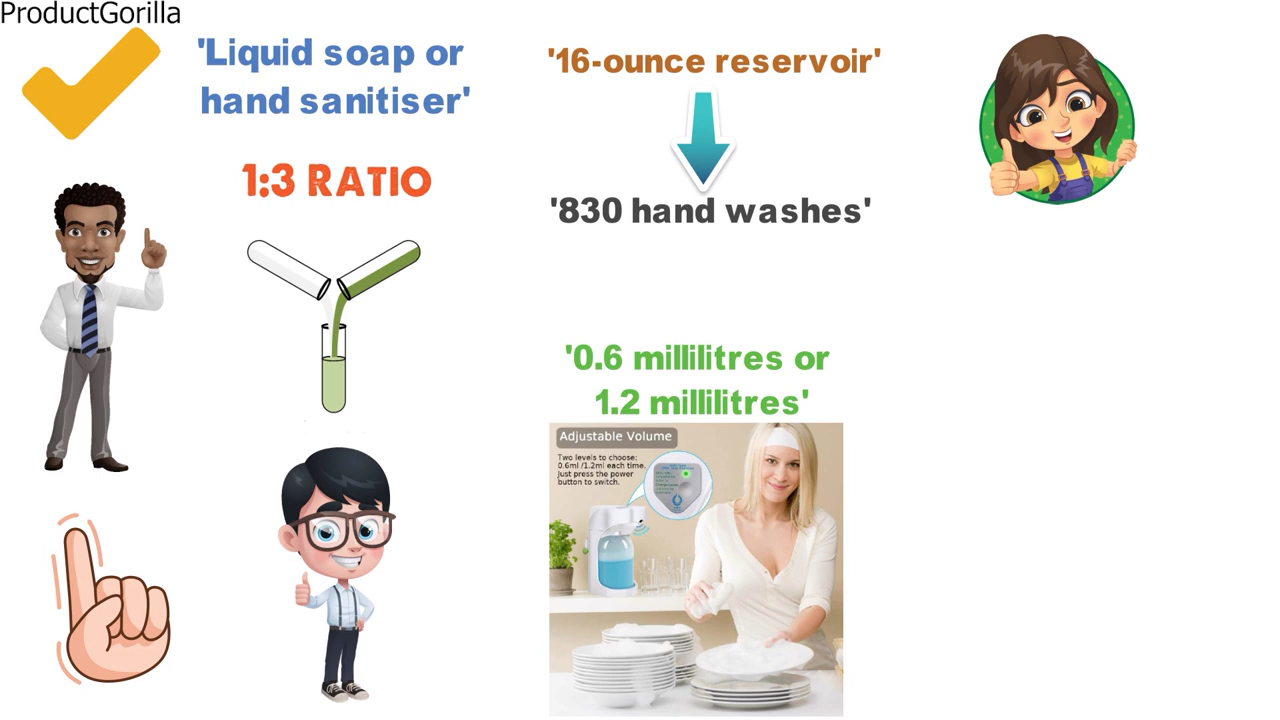 ProductGorilla
'Liquid soap or
hand sanitiser'
1:3 RATIO
'16-ounce reservoir'
'830 hand washes'
'0.6 millilitres or
1.2 millilitres'
Adjustable Volume
Two levels to choose:
0.6ml /1.2ml each time,
Just press the power
button to switch.